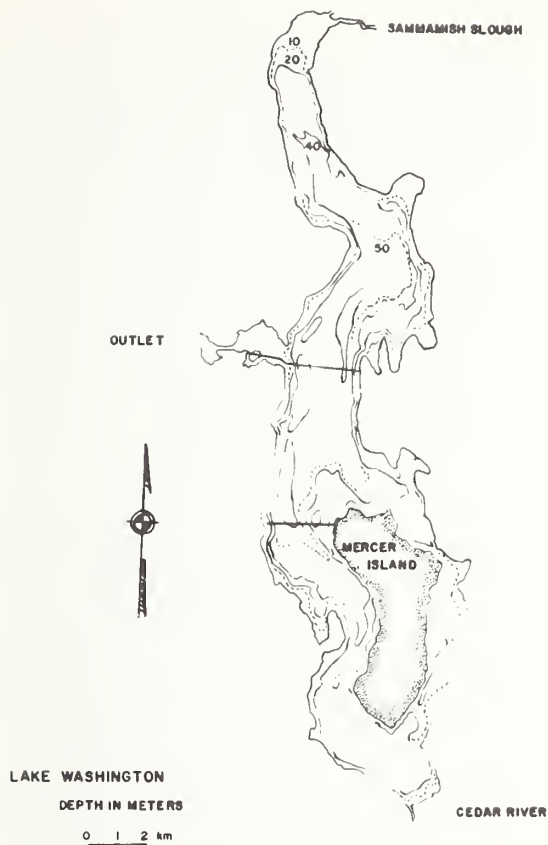 SAMMAMISH SLOUGH
10
20
40
50
OUTLET
MERCER
ISLAND
LAKE WASHINGTON
DEPTH IN METERS
0 1 2 km
CEDAR RIVER